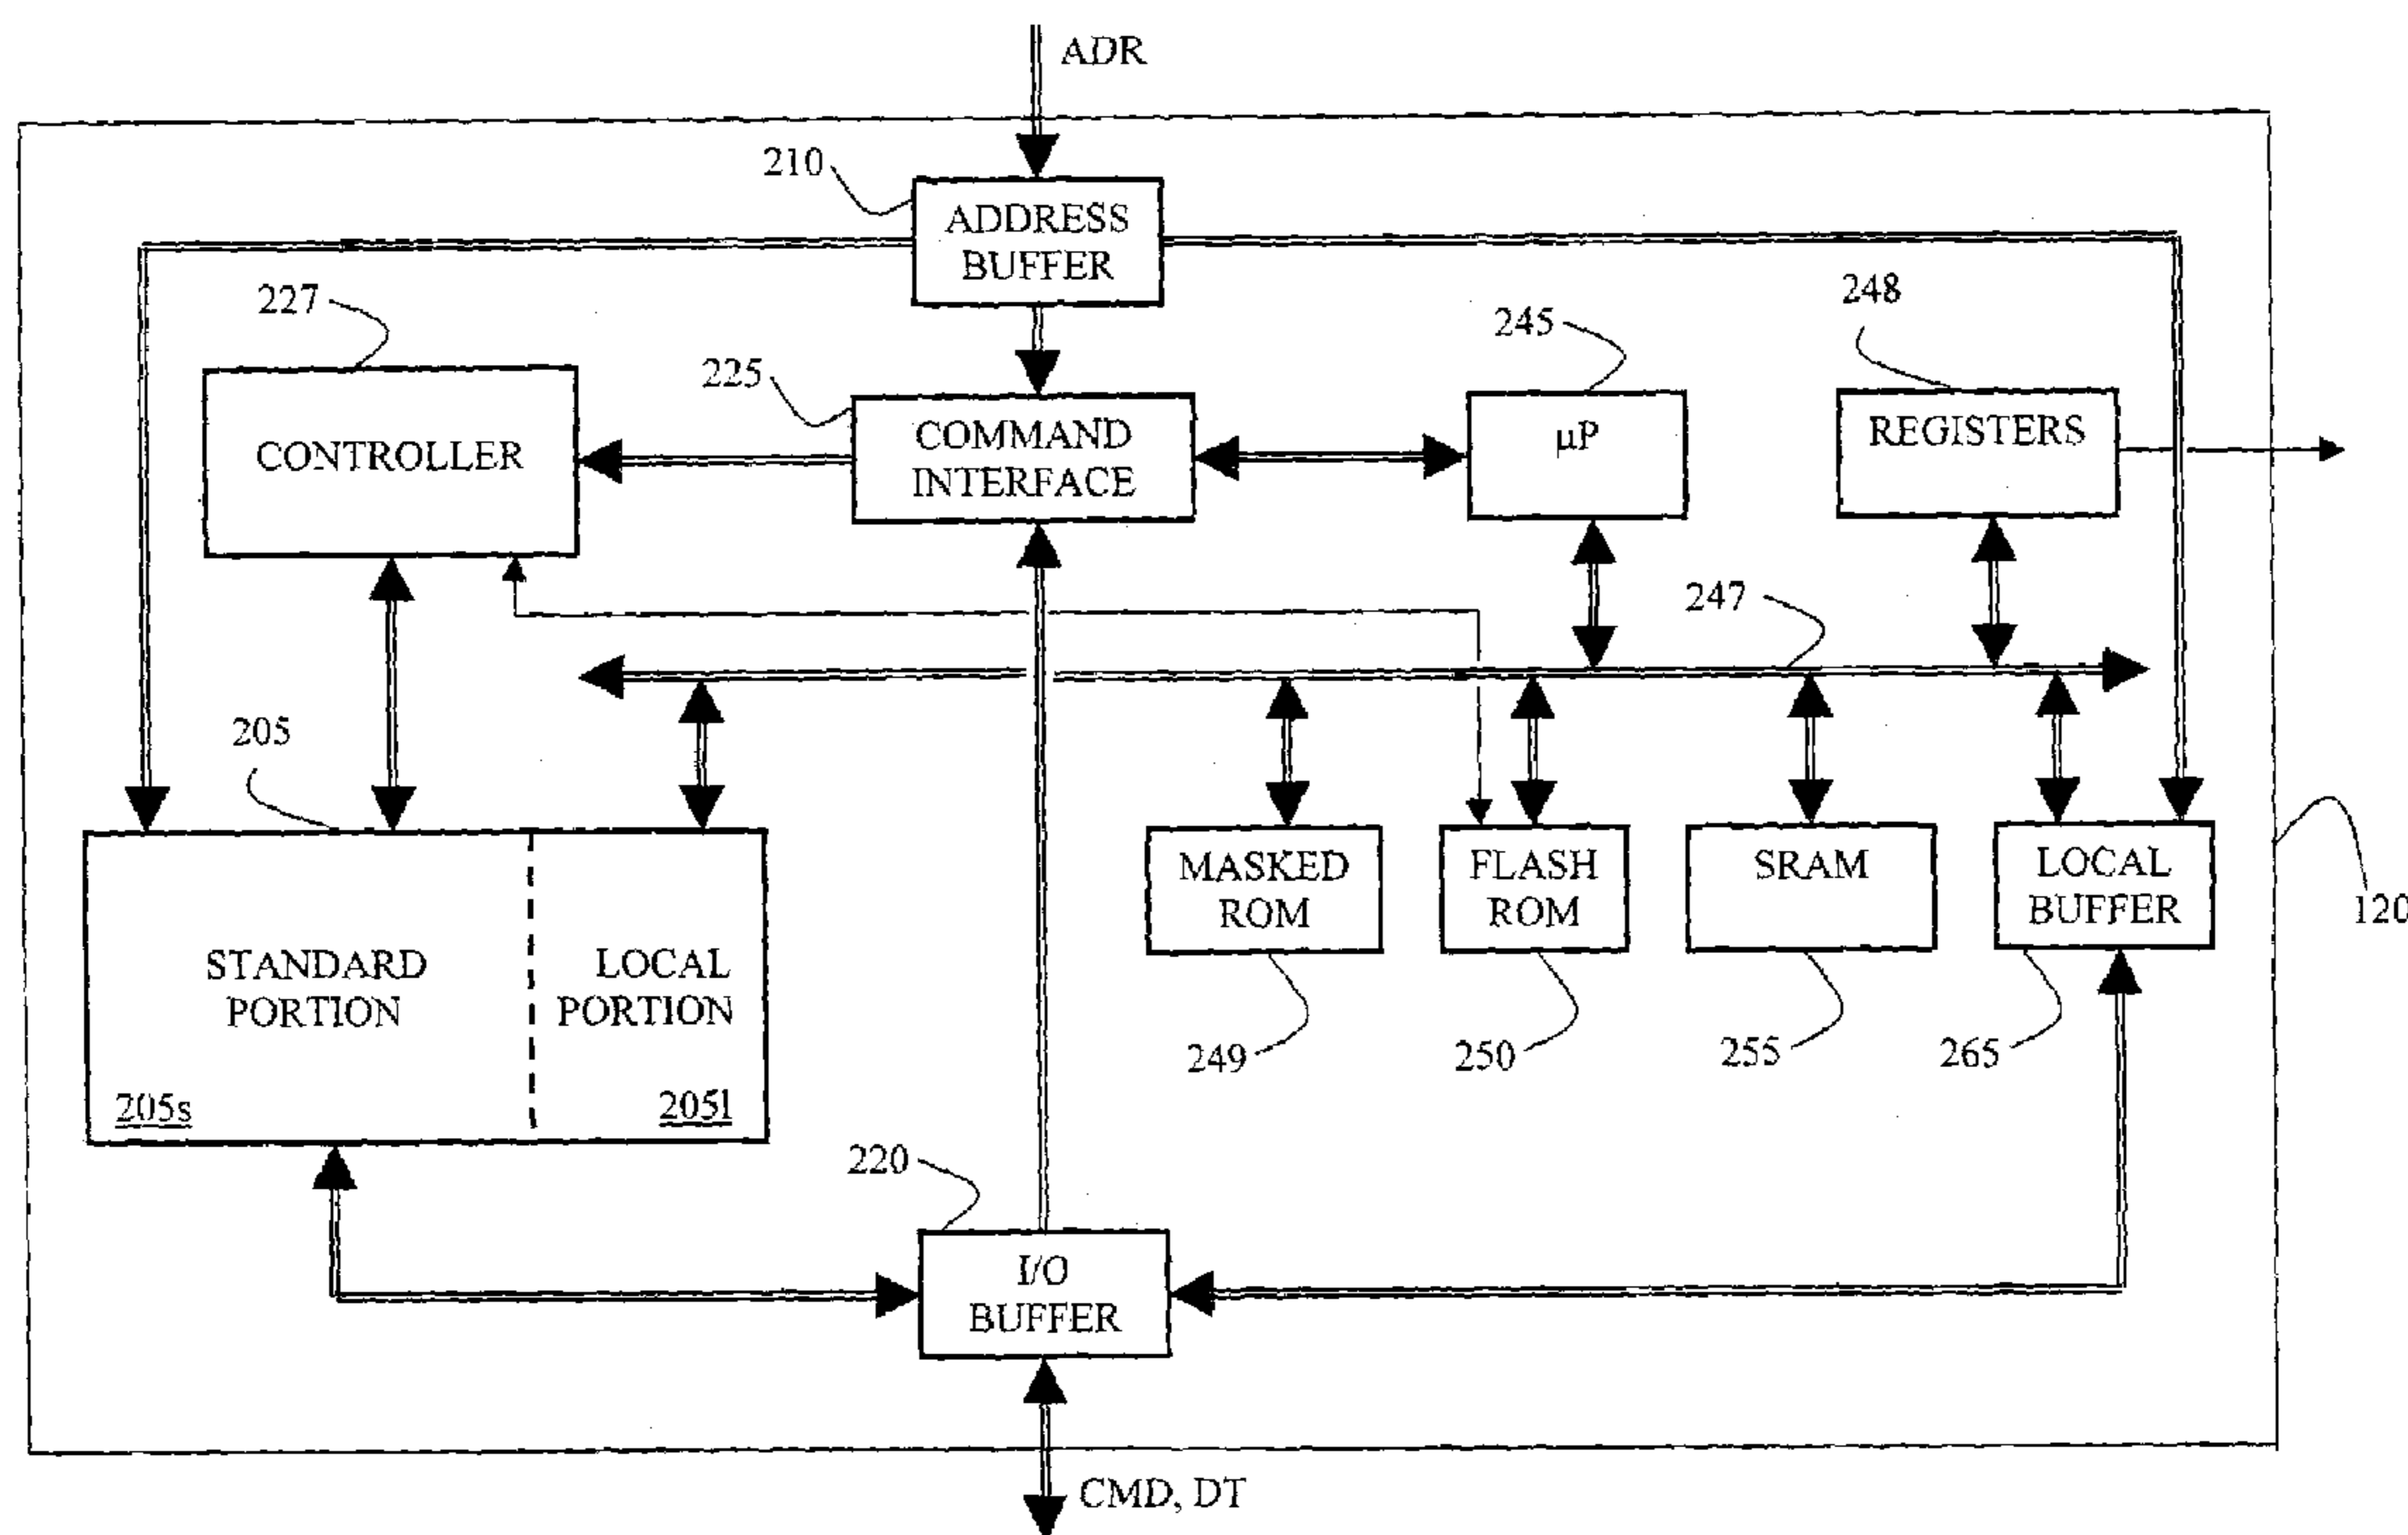 ADR
210
ADDRESS
BUFFER
227
248
245
225
CONTROLLER
COMMAND
INTERFACE
μP
REGISTERS
247
205
MASKED
ROM
FLASH
ROM
SRAM
LOCAL
BUFFER
120
STANDARD
PORTION
LOCAL
PORTION
249
250
255
265
205s
205l
220
I/O
BUFFER
CMD, DT